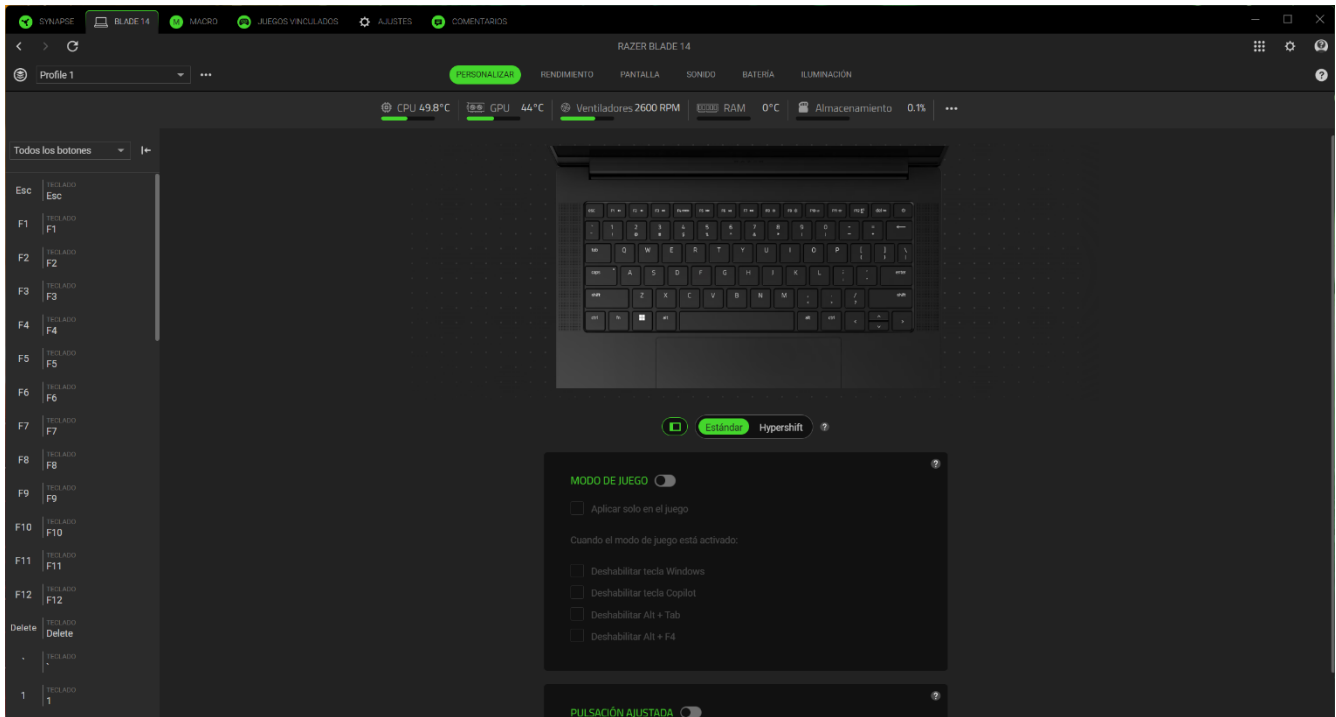 SYNAPSE BLADE 14 MACRO JUEGOS VINCULADOS AJUSTES COMENTARIOS
RAZER BLADE 14
Profile 1
PERSONALIZAR RENDIMIENTO PANTALLA SONIDO BATERÍA ILUMINACIÓN
CPU 49.8°C GPU 44°C Ventiladores 2600 RPM RAM 0°C Almacenamiento 0.1%
Todos los botones
Esc TECLADO
Esc
F1 TECLADO
F1
F2 TECLADO
F2
F3 TECLADO
F3
F4 TECLADO
F4
F5 TECLADO
F5
F6 TECLADO
F6
F7 TECLADO
F7
F8 TECLADO
F8
F9 TECLADO
F9
F10 TECLADO
F10
F11 TECLADO
F11
F12 TECLADO
F12
Delete TECLADO
Delete
` TECLADO
`
1 TECLADO
1
Q W E R T Y U I O P
A S D F G H J K L
Z X C V B N M
Estándar Hypershift
MODO DE JUEGO
Aplicar solo en el juego
Cuando el modo de juego está activado:
Deshabilitar tecla Windows
Deshabilitar tecla Copilot
Deshabilitar Alt + Tab
Deshabilitar Alt + F4
PULSACIÓN AJUSTADA